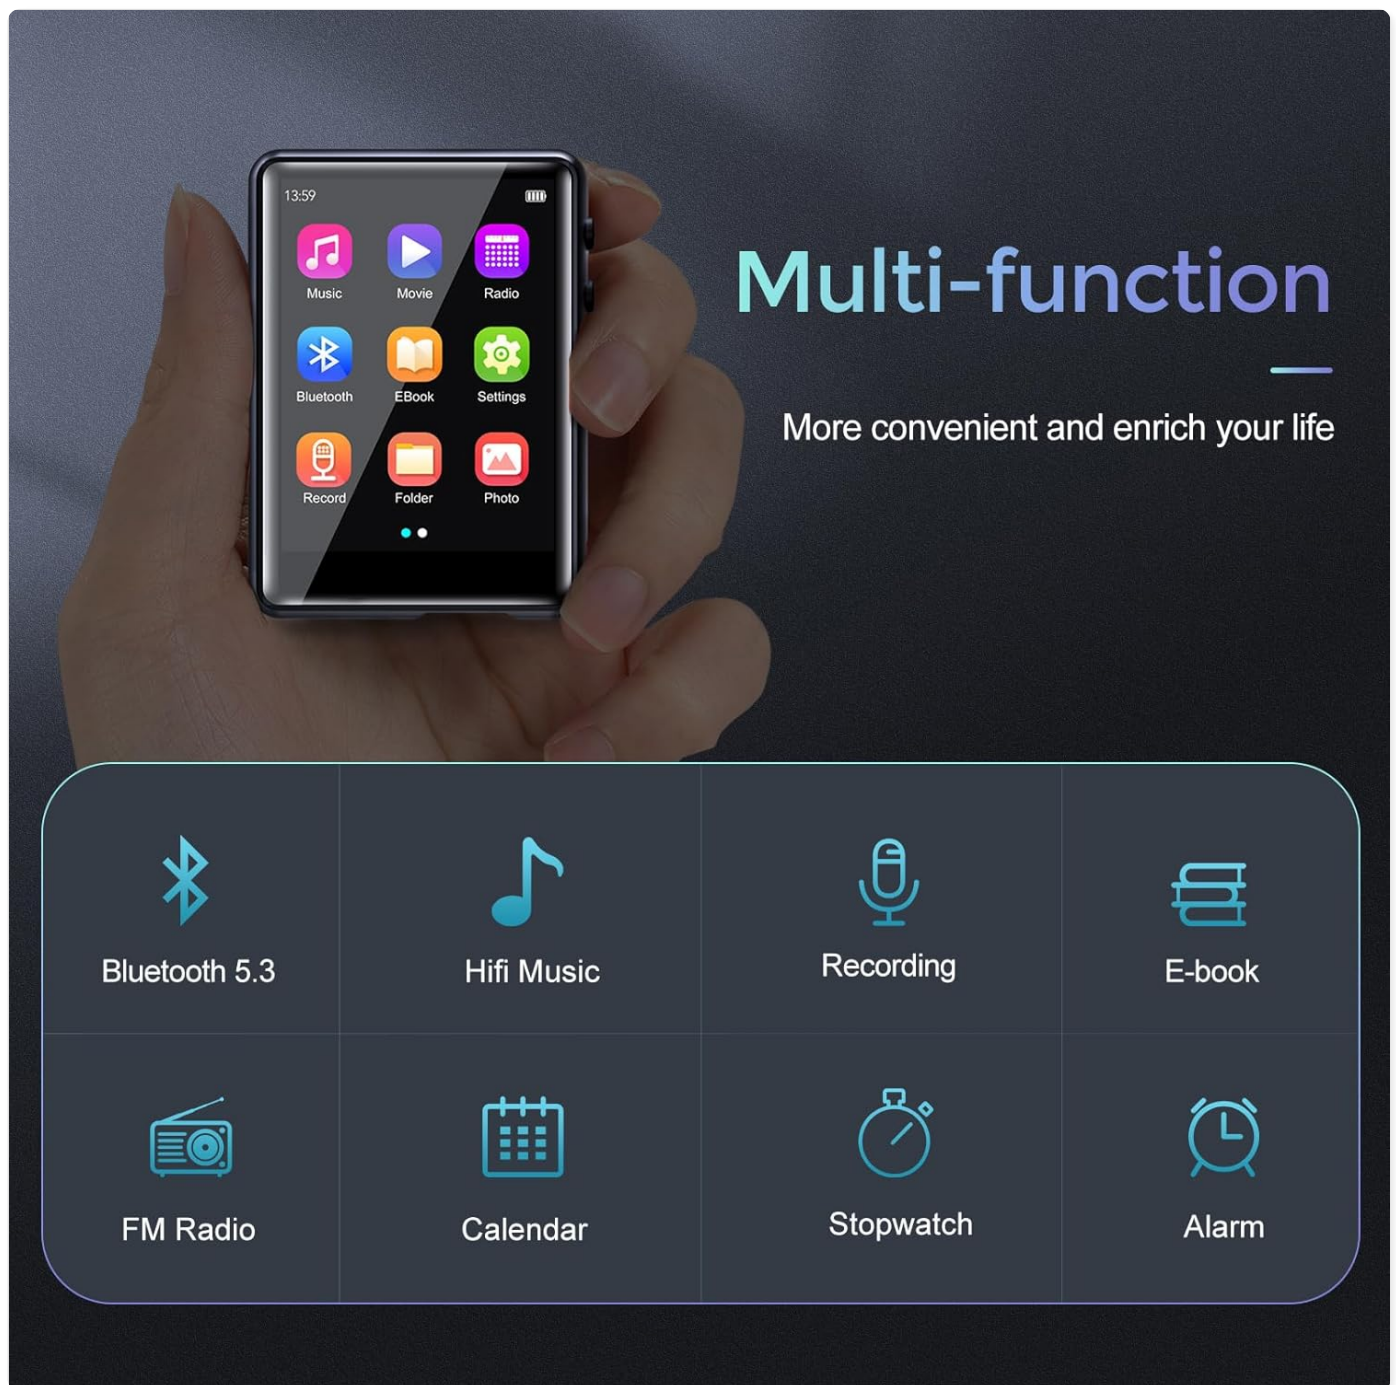 13:59
Multi-function
Music Movie Radio
Bluetooth EBook Settings
More convenient and enrich your life
Record Folder Photo
Bluetooth 5.3 Hifi Music Recording E-book
FM Radio Calendar Stopwatch Alarm